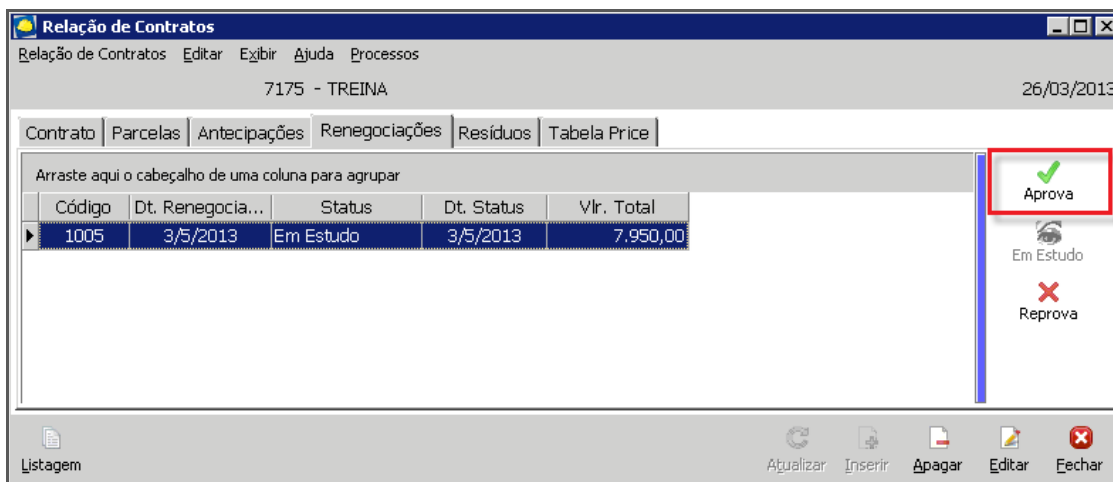 Relação de Contratos
Relação de Contratos Editar Exibir Ajuda Processos
7175 - TREINA 26/03/2013
Contrato Parcelas Antecipações Renegociações Resíduos Tabela Price
Arraste aqui o cabeçalho de uma coluna para agrupar
Código Dt. Renegocia... Status Dt. Status Vlr. Total
1005 3/5/2013 Em Estudo 3/5/2013 7.950,00
Aprova
Em Estudo
Reprova
Listagem Atualizar Inserir Apagar Editar Fechar